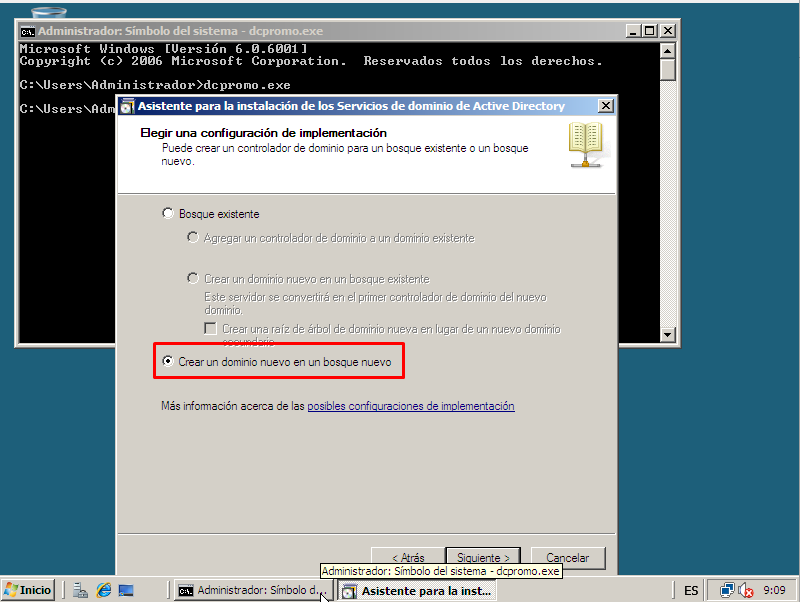 Administrador: Símbolo del sistema - dcpromo.exe
Microsoft Windows [Versión 6.0.6001]
Copyright (c) 2006 Microsoft Corporation.  Reservados todos los derechos.
C:\Users\Administrador>dcpromo.exe
C:\Users\Adm
Asistente para la instalación de los Servicios de dominio de Active Directory
Elegir una configuración de implementación
Puede crear un controlador de dominio para un bosque existente o un bosque
nuevo.
Bosque existente
Agregar un controlador de dominio a un dominio existente
Crear un dominio nuevo en un bosque existente
Este servidor se convertirá en el primer controlador de dominio del nuevo
dominio.
Crear una raíz de árbol de dominio nueva en lugar de un nuevo dominio
secundario
Crear un dominio nuevo en un bosque nuevo
Más información acerca de las posibles configuraciones de implementación
< Atrás Siguiente > Cancelar
Administrador: Símbolo del sistema - dcpromo.exe
Inicio Administrador: Símbolo d... Asistente para la inst... ES 9:09